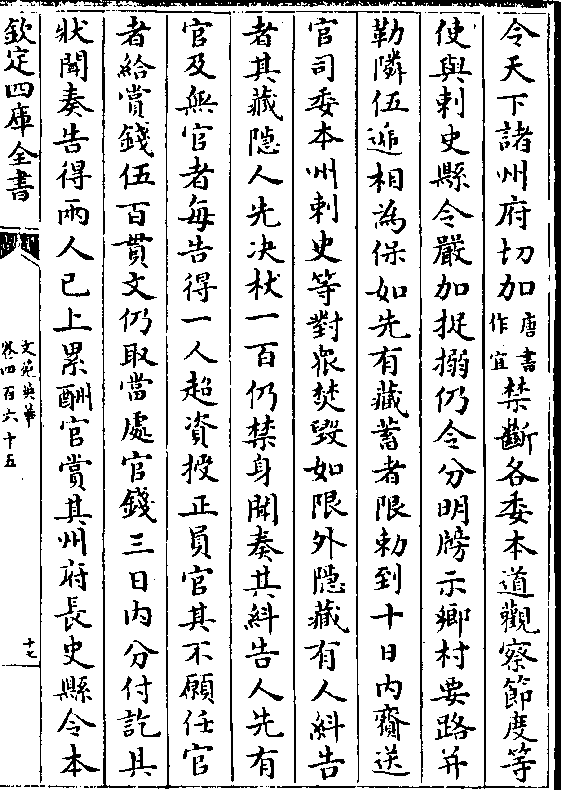 令天下諸州府切加唐書作宜禁斷各委本道觀察節度等
使與刺史縣令嚴加捉搦仍令分明牓示鄉村要路并
勒隣伍遞相為保如先有藏蓄者限勅到十日內齎送
官司委本州刺史等對衆焚毀如限外隱藏有人糾告
者其藏隱人先决杖一百仍禁身聞奏其糾告人先有
官及無官者每告得一人超資授正員官其不願任官
者給賞錢伍百貫文仍取當處官錢三日內分付訖具
狀聞奏告得兩人已上累酬官賞其州府長史縣令本
欽定四庫全書
文苑英華
卷四百六十五
十七